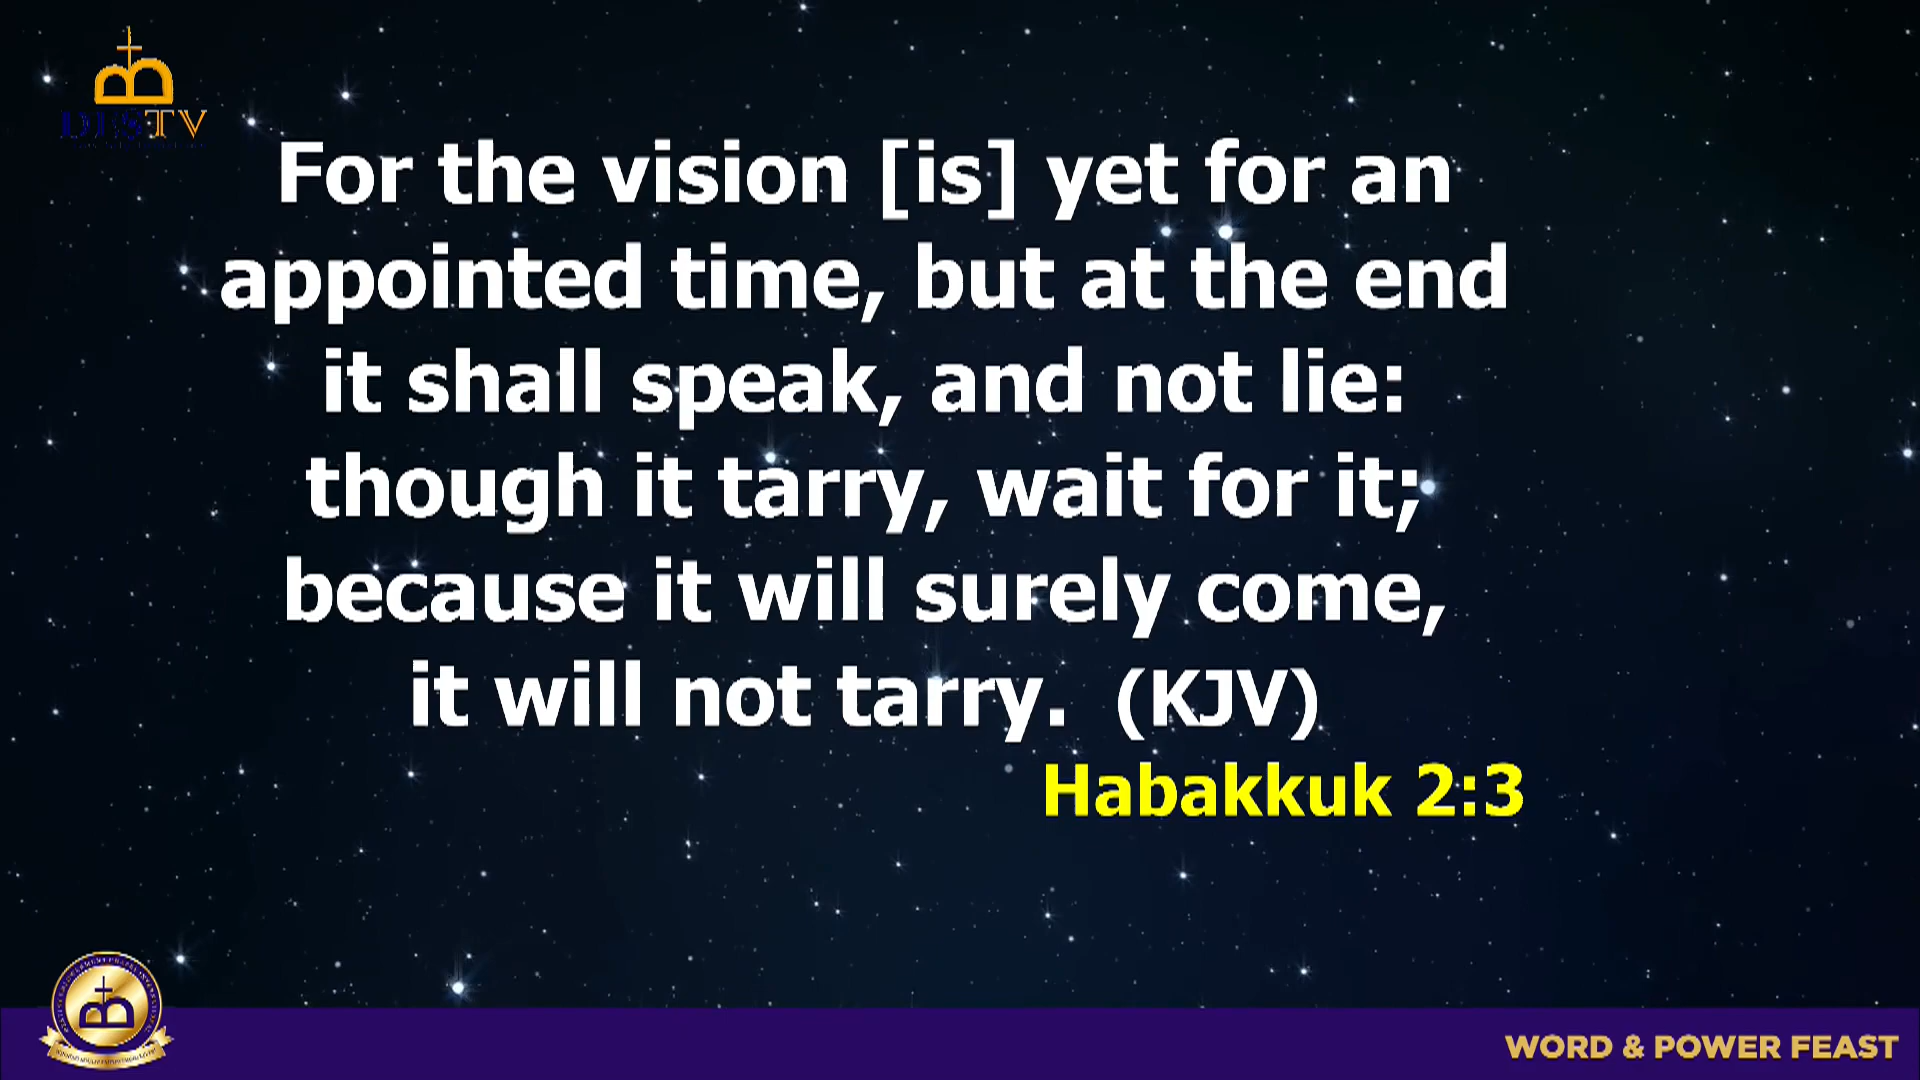 DESTV
For the vision [is] yet for an
appointed time, but at the end
it shall speak, and not lie:
though it tarry, wait for it;
because it will surely come,
it will not tarry. (KJV)
Habakkuk 2:3
WORD & POWER FEAST